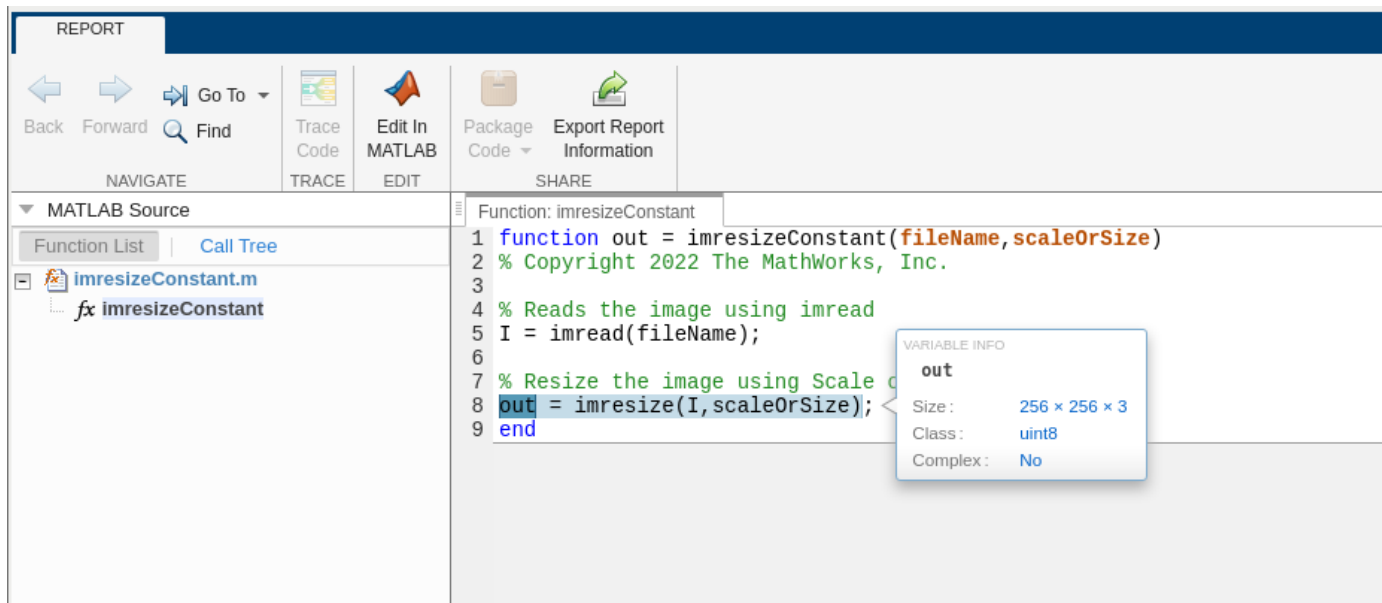 REPORT
Back
Forward
Go To
Find
Trace Code
Edit In MATLAB
Package Code
Export Report Information
NAVIGATE
TRACE
EDIT
SHARE
MATLAB Source
Function List
Call Tree
imresizeConstant.m
fx imresizeConstant
Function: imresizeConstant
1 function out = imresizeConstant(fileName,scaleOrSize)
2 % Copyright 2022 The MathWorks, Inc.
3
4 % Reads the image using imread
5 I = imread(fileName);
6
7 % Resize the image using Scale
8 out = imresize(I,scaleOrSize);
9 end
VARIABLE INFO
out
Size: 256 × 256 × 3
Class: uint8
Complex: No